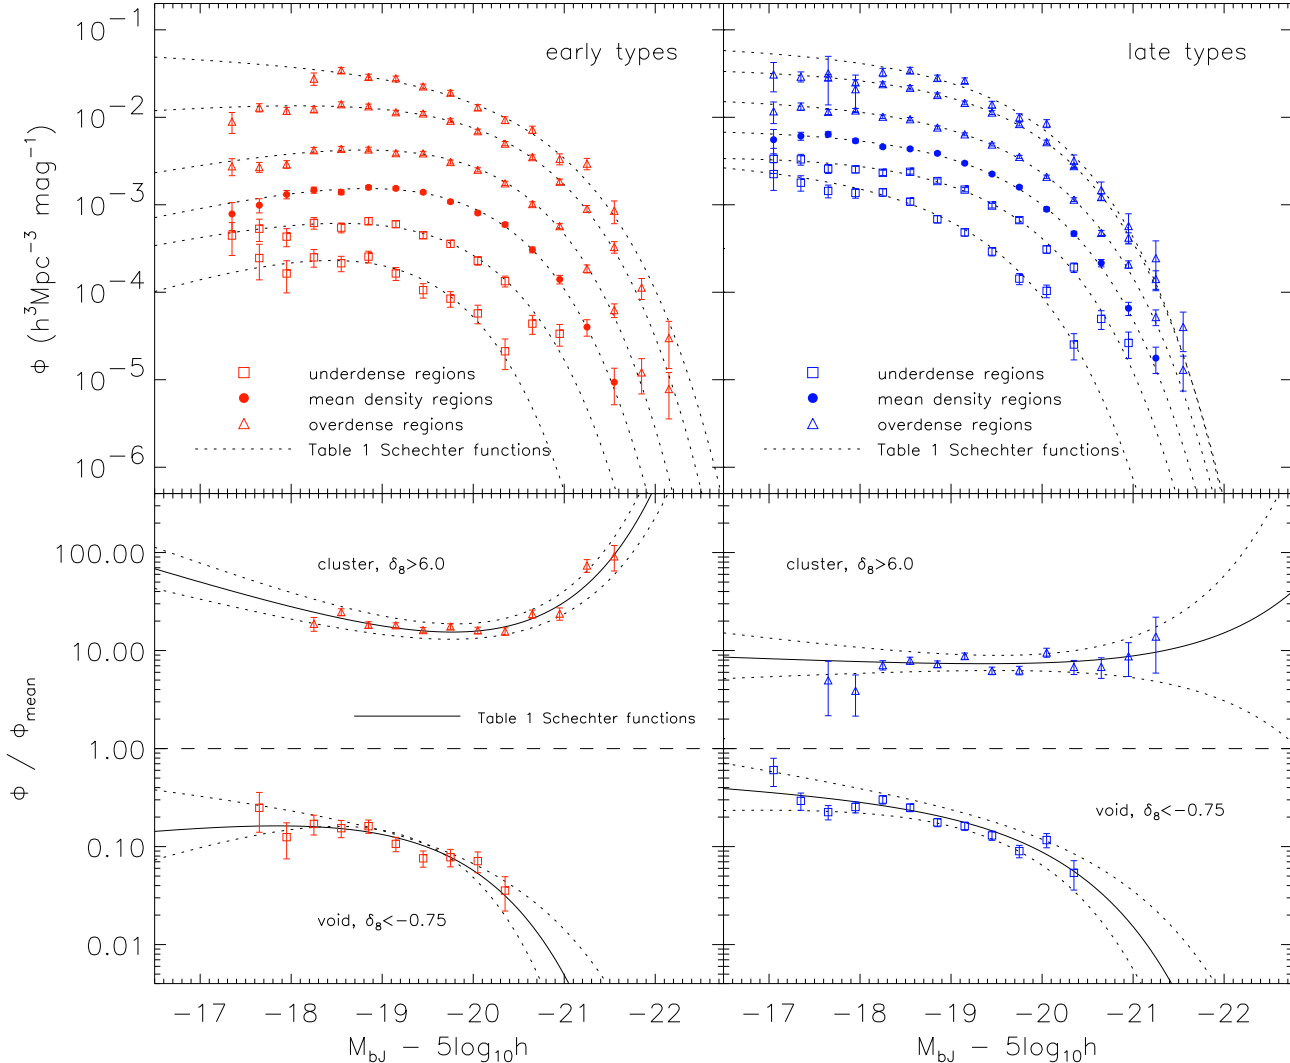 early types
late types
10⁻¹
10⁻²
10⁻³
10⁻⁴
10⁻⁵
10⁻⁶
ϕ (h³Mpc⁻³ mag⁻¹)
underdense regions
mean density regions
overdense regions
Table 1 Schechter functions
underdense regions
mean density regions
overdense regions
Table 1 Schechter functions
100.00
10.00
1.00
0.10
0.01
ϕ / ϕmean
cluster, δ₈>6.0
cluster, δ₈>6.0
Table 1 Schechter functions
void, δ₈<−0.75
void, δ₈<−0.75
−17 −18 −19 −20 −21 −22
−17 −18 −19 −20 −21 −22
MbJ − 5log₁₀h
MbJ − 5log₁₀h